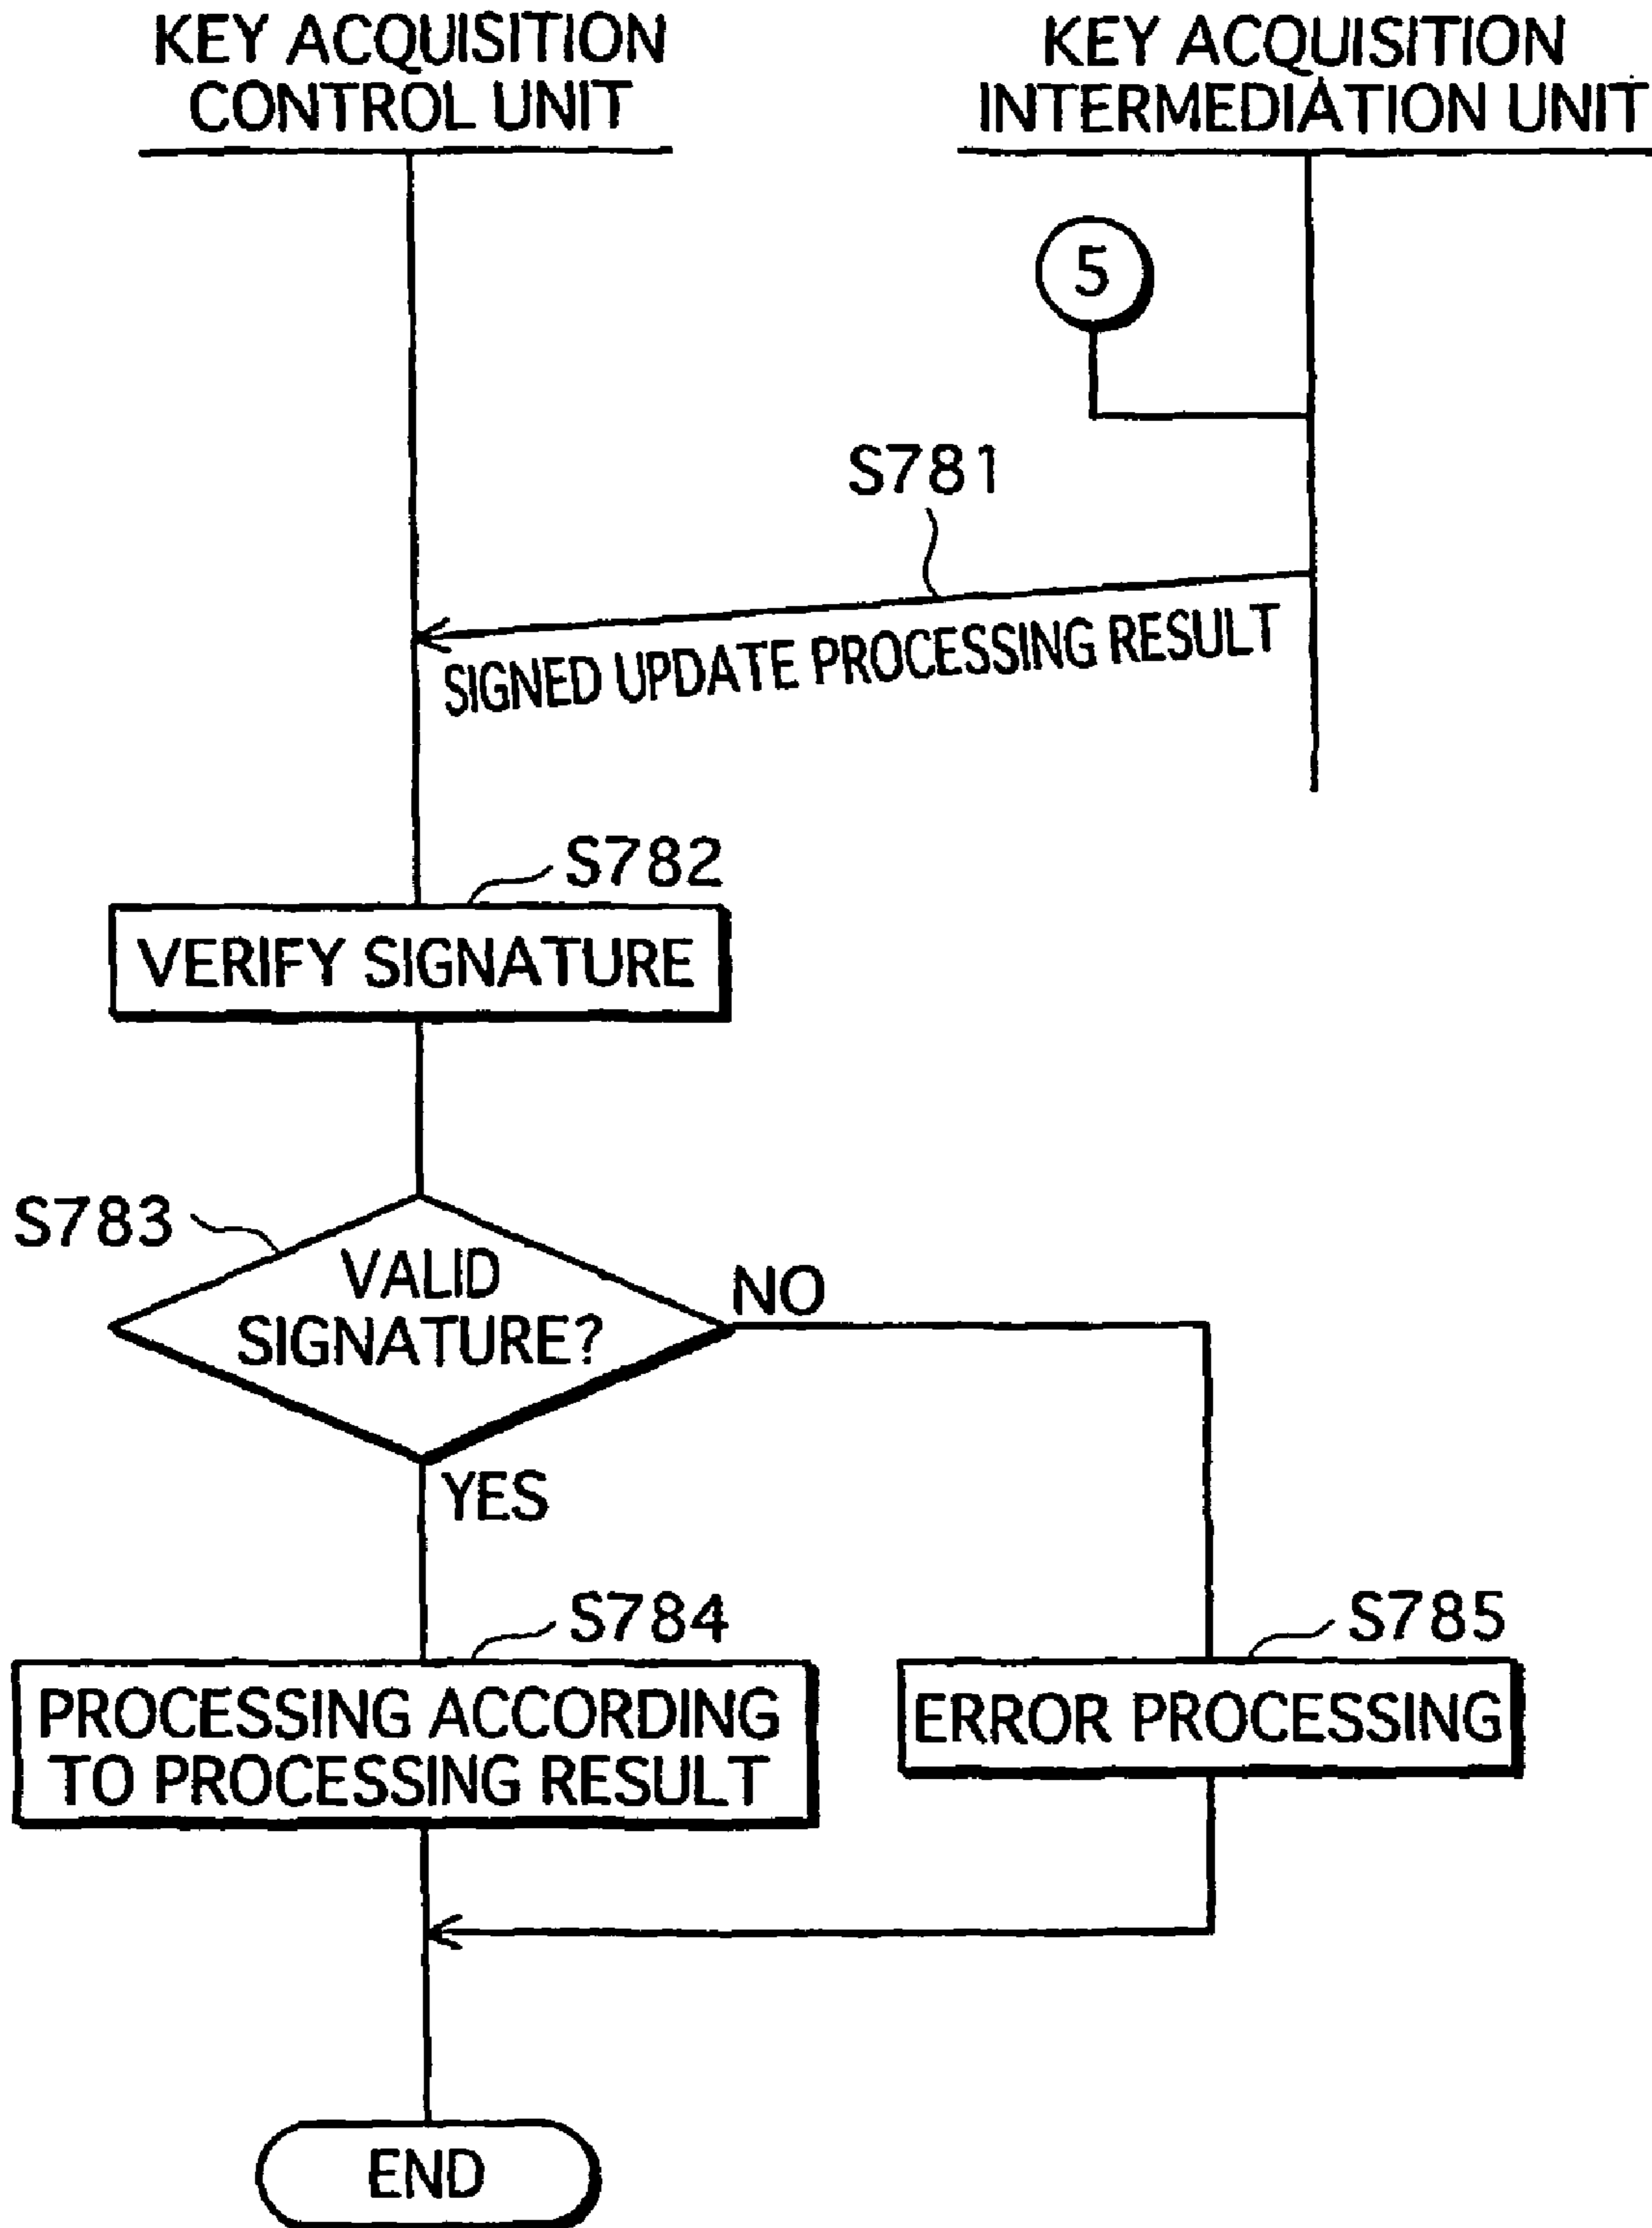 KEY ACQUISITION
CONTROL UNIT
KEY ACQUISITION
INTERMEDIATION UNIT
5
S781
SIGNED UPDATE PROCESSING RESULT
S782
VERIFY SIGNATURE
S783
VALID
SIGNATURE?
NO
YES
S784
PROCESSING ACCORDING
TO PROCESSING RESULT
S785
ERROR PROCESSING
END